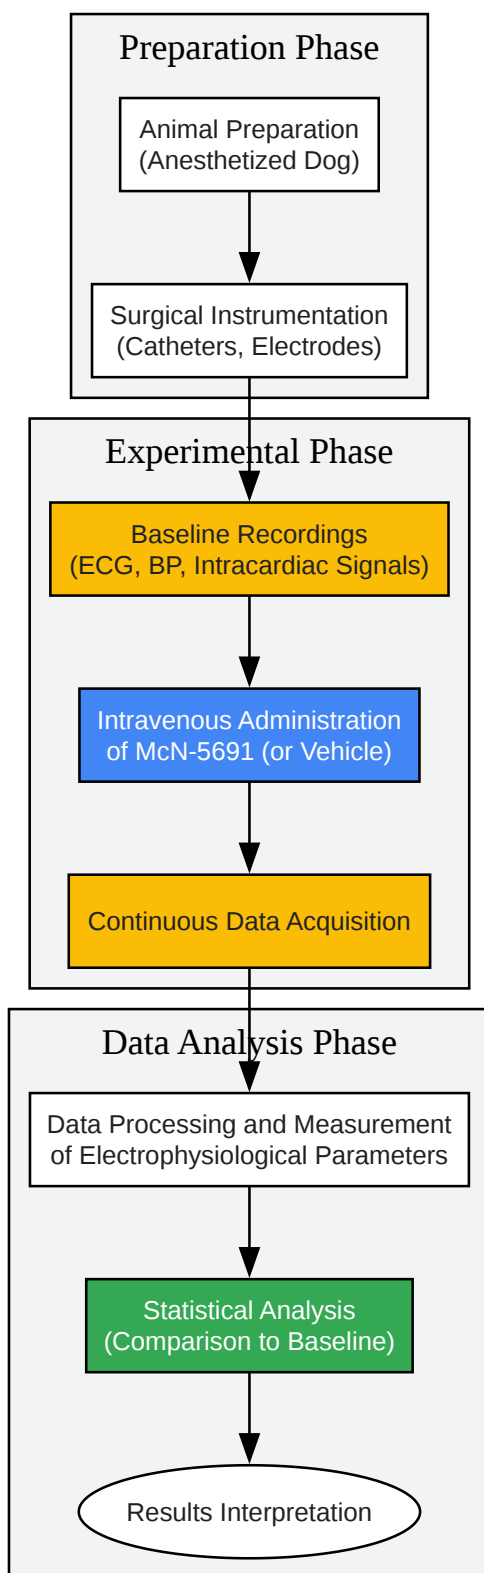 Preparation Phase
Animal Preparation
(Anesthetized Dog)
Surgical Instrumentation
(Catheters, Electrodes)
Experimental Phase
Baseline Recordings
(ECG, BP, Intracardiac Signals)
Intravenous Administration
of McN-5691 (or Vehicle)
Continuous Data Acquisition
Data Analysis Phase
Data Processing and Measurement
of Electrophysiological Parameters
Statistical Analysis
(Comparison to Baseline)
Results Interpretation